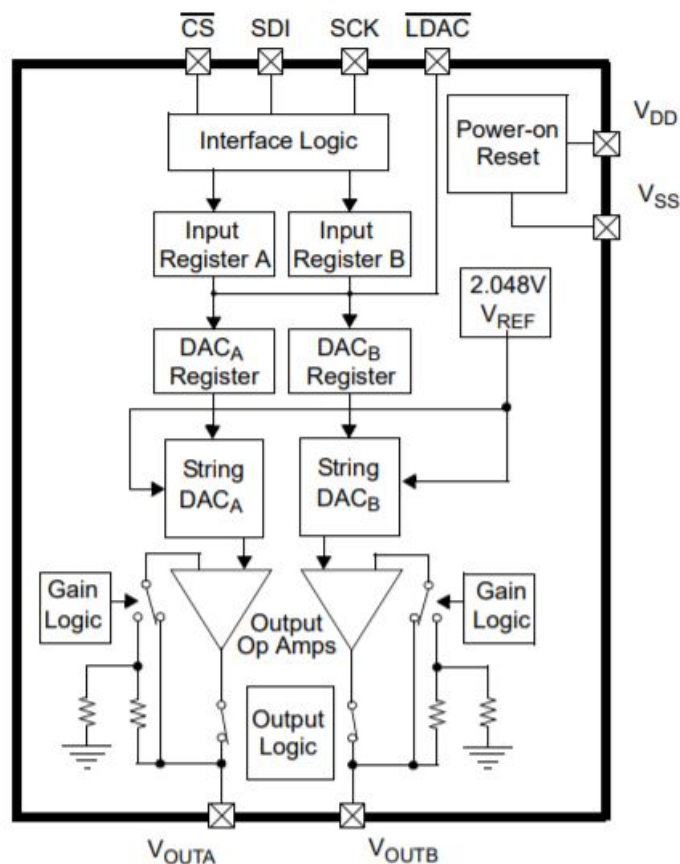 CS SDI SCK LDAC
Interface Logic
Power-on
Reset
VDD
VSS
Input
Register A
Input
Register B
2.048V
VREF
DACA
Register
DACB
Register
String
DACA
String
DACB
Gain
Logic
Output
Op Amps
Gain
Logic
Output
Logic
VOUTA
VOUTB